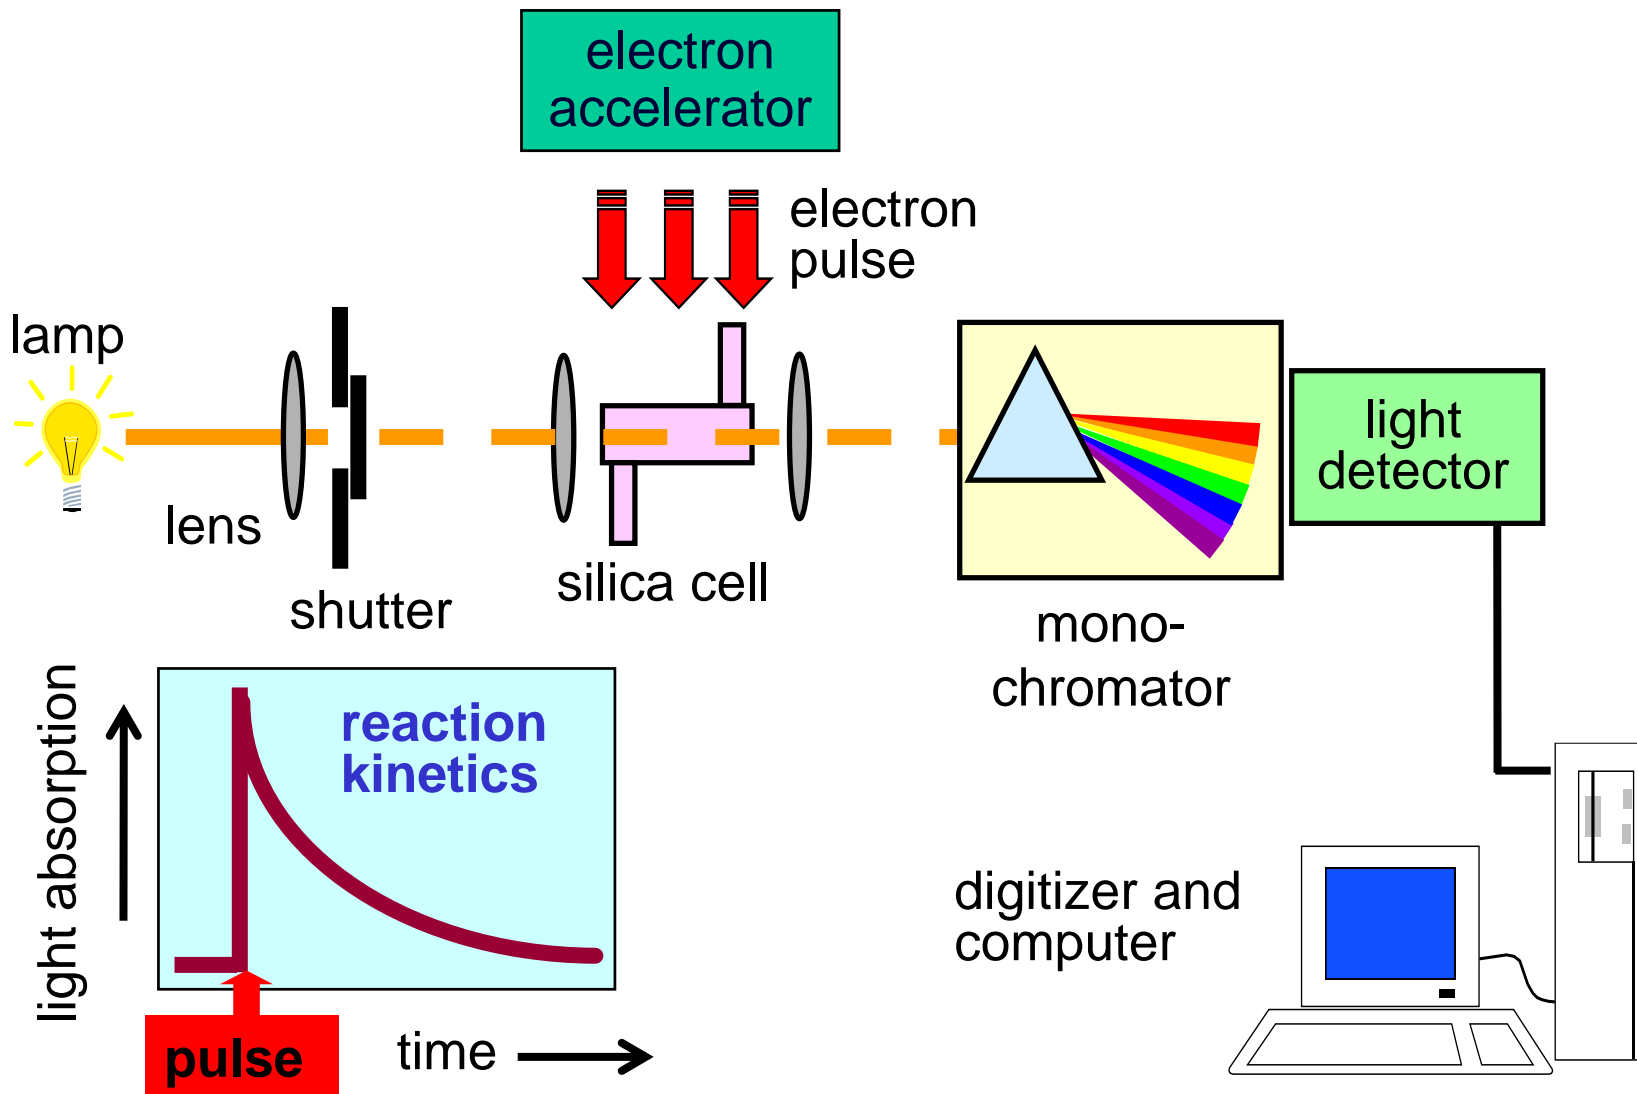 electron
accelerator
electron
pulse
lamp
lens
shutter
silica cell
mono-
chromator
light
detector
light absorption
reaction
kinetics
pulse
time
digitizer and
computer